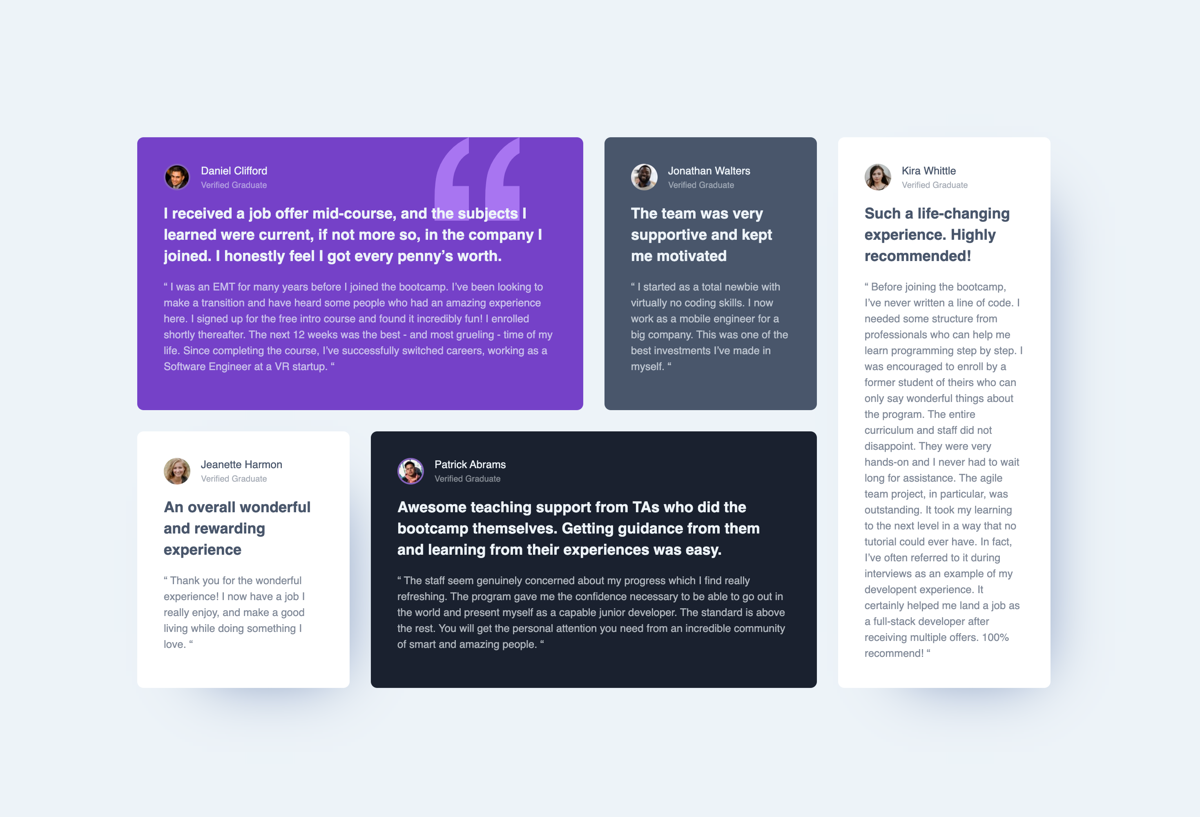 Daniel Clifford
Verified Graduate
I received a job offer mid-course, and the subjects I
learned were current, if not more so, in the company I
joined. I honestly feel I got every penny’s worth.
“ I was an EMT for many years before I joined the bootcamp. I’ve been looking to
make a transition and have heard some people who had an amazing experience
here. I signed up for the free intro course and found it incredibly fun! I enrolled
shortly thereafter. The next 12 weeks was the best - and most grueling - time of my
life. Since completing the course, I’ve successfully switched careers, working as a
Software Engineer at a VR startup. “
Jonathan Walters
Verified Graduate
The team was very
supportive and kept
me motivated
“ I started as a total newbie with
virtually no coding skills. I now
work as a mobile engineer for a
big company. This was one of the
best investments I’ve made in
myself. “
Kira Whittle
Verified Graduate
Such a life-changing
experience. Highly
recommended!
“ Before joining the bootcamp,
I’ve never written a line of code. I
needed some structure from
professionals who can help me
learn programming step by step. I
was encouraged to enroll by a
former student of theirs who can
only say wonderful things about
the program. The entire
curriculum and staff did not
disappoint. They were very
hands-on and I never had to wait
long for assistance. The agile
team project, in particular, was
outstanding. It took my learning
to the next level in a way that no
tutorial could ever have. In fact,
I’ve often referred to it during
interviews as an example of my
developent experience. It
certainly helped me land a job as
a full-stack developer after
receiving multiple offers. 100%
recommend! “
Jeanette Harmon
Verified Graduate
An overall wonderful
and rewarding
experience
“ Thank you for the wonderful
experience! I now have a job I
really enjoy, and make a good
living while doing something I
love. “
Patrick Abrams
Verified Graduate
Awesome teaching support from TAs who did the
bootcamp themselves. Getting guidance from them
and learning from their experiences was easy.
“ The staff seem genuinely concerned about my progress which I find really
refreshing. The program gave me the confidence necessary to be able to go out in
the world and present myself as a capable junior developer. The standard is above
the rest. You will get the personal attention you need from an incredible community
of smart and amazing people. “